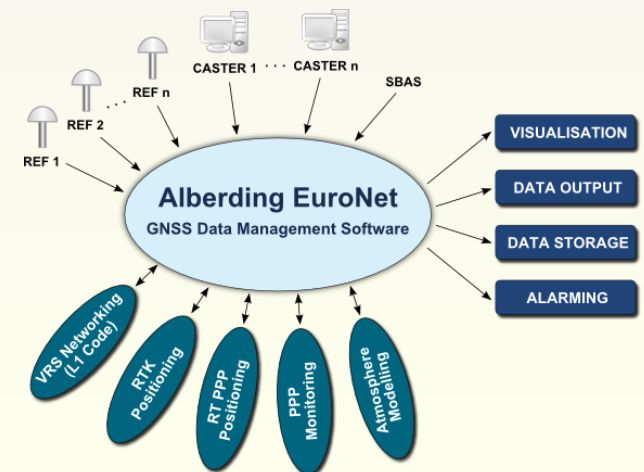 CASTER 1 ···· CASTER n
SBAS
REF n
REF 2
REF 1
Alberding EuroNet
GNSS Data Management Software
VISUALISATION
DATA OUTPUT
DATA STORAGE
ALARMING
VRS Networking
(L1 Code)
RTK
Positioning
RT PPP
Positioning
PPP
Monitoring
Atmosphere
Modelling